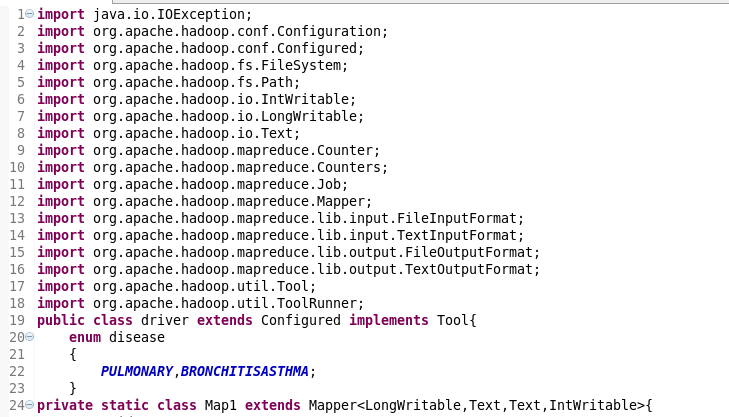 1 import java.io.IOException;
2 import org.apache.hadoop.conf.Configuration;
3 import org.apache.hadoop.conf.Configured;
4 import org.apache.hadoop.fs.FileSystem;
5 import org.apache.hadoop.fs.Path;
6 import org.apache.hadoop.io.IntWritable;
7 import org.apache.hadoop.io.LongWritable;
8 import org.apache.hadoop.io.Text;
9 import org.apache.hadoop.mapreduce.Counter;
10 import org.apache.hadoop.mapreduce.Counters;
11 import org.apache.hadoop.mapreduce.Job;
12 import org.apache.hadoop.mapreduce.Mapper;
13 import org.apache.hadoop.mapreduce.lib.input.FileInputFormat;
14 import org.apache.hadoop.mapreduce.lib.input.TextInputFormat;
15 import org.apache.hadoop.mapreduce.lib.output.FileOutputFormat;
16 import org.apache.hadoop.mapreduce.lib.output.TextOutputFormat;
17 import org.apache.hadoop.util.Tool;
18 import org.apache.hadoop.util.ToolRunner;
19 public class driver extends Configured implements Tool{
20 enum disease
21 {
22 PULMONARY,BRONCHITISASTHMA;
23 }
24 private static class Map1 extends Mapper<LongWritable,Text,Text,IntWritable>{